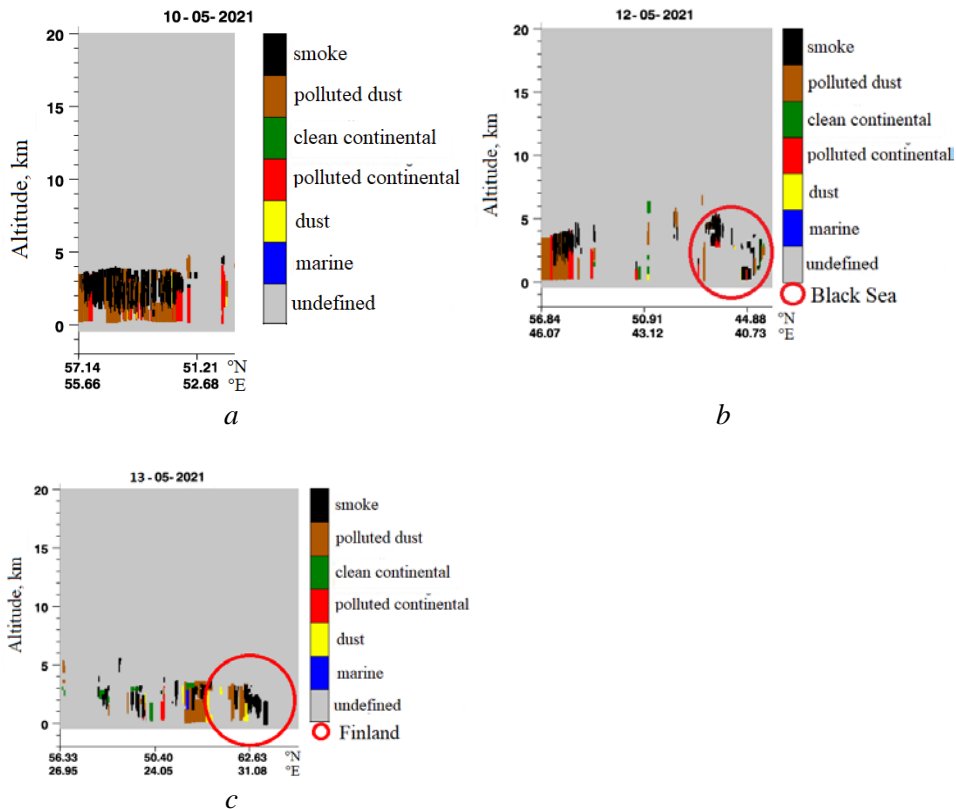 10-05-2021
20
15
10
5
0
Altitude, km
57.14 51.21 °N
55.66 52.68 °E
smoke
polluted dust
clean continental
polluted continental
dust
marine
undefined
a
12-05-2021
20
15
10
5
0
Altitude, km
56.84 50.91 44.88 °N
46.07 43.12 40.73 °E
smoke
polluted dust
clean continental
polluted continental
dust
marine
undefined
Black Sea
b
13-05-2021
20
15
10
5
0
Altitude, km
56.33 50.40 62.63 °N
26.95 24.05 31.08 °E
smoke
polluted dust
clean continental
polluted continental
dust
marine
undefined
Finland
c